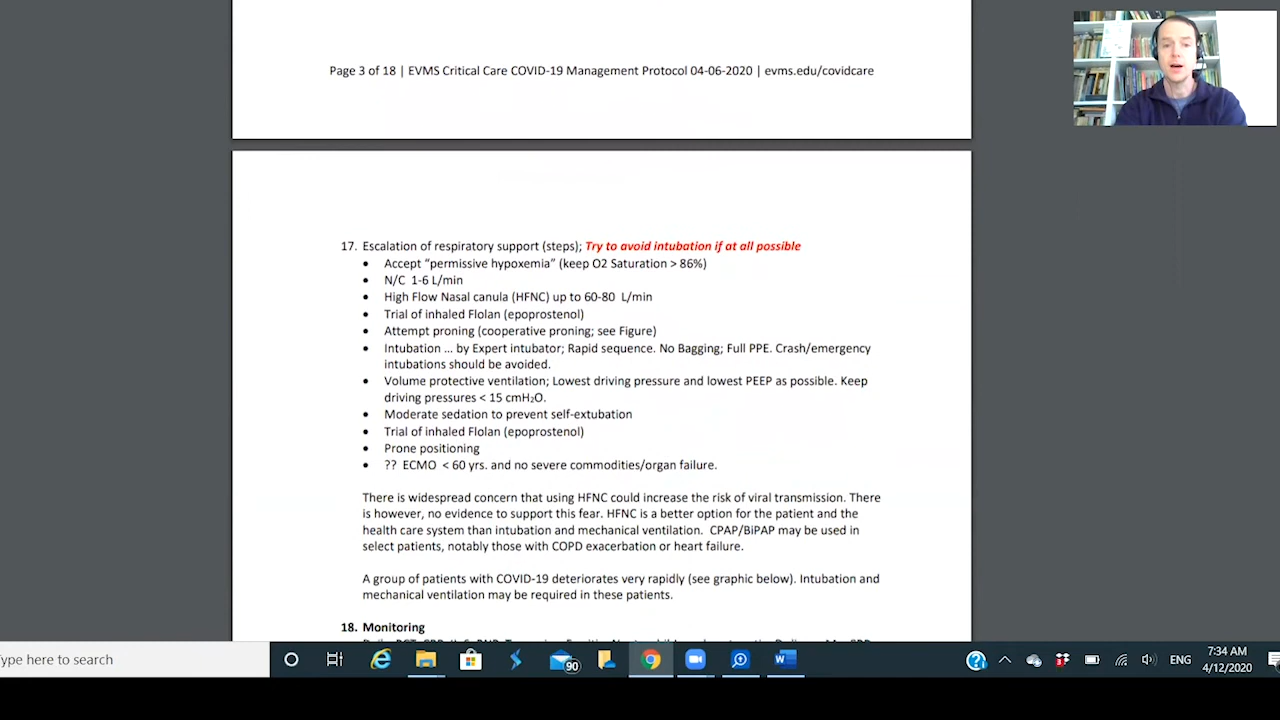 Page 3 of 18 | EVMS Critical Care COVID-19 Management Protocol 04-06-2020 | evms.edu/covidcare
17. Escalation of respiratory support (steps); Try to avoid intubation if at all possible
• Accept “permissive hypoxemia” (keep O2 Saturation > 86%)
• N/C 1-6 L/min
• High Flow Nasal canula (HFNC) up to 60-80 L/min
• Trial of inhaled Flolan (epoprostenol)
• Attempt proning (cooperative proning; see Figure)
• Intubation ... by Expert intubator; Rapid sequence. No Bagging; Full PPE. Crash/emergency
intubations should be avoided.
• Volume protective ventilation; Lowest driving pressure and lowest PEEP as possible. Keep
driving pressures < 15 cmH₂O.
• Moderate sedation to prevent self-extubation
• Trial of inhaled Flolan (epoprostenol)
• Prone positioning
• ?? ECMO < 60 yrs. and no severe commodities/organ failure.
There is widespread concern that using HFNC could increase the risk of viral transmission. There
is however, no evidence to support this fear. HFNC is a better option for the patient and the
health care system than intubation and mechanical ventilation. CPAP/BiPAP may be used in
select patients, notably those with COPD exacerbation or heart failure.
A group of patients with COVID-19 deteriorates very rapidly (see graphic below). Intubation and
mechanical ventilation may be required in these patients.
18. Monitoring
ype here to search
90
ENG
7:34 AM
4/12/2020